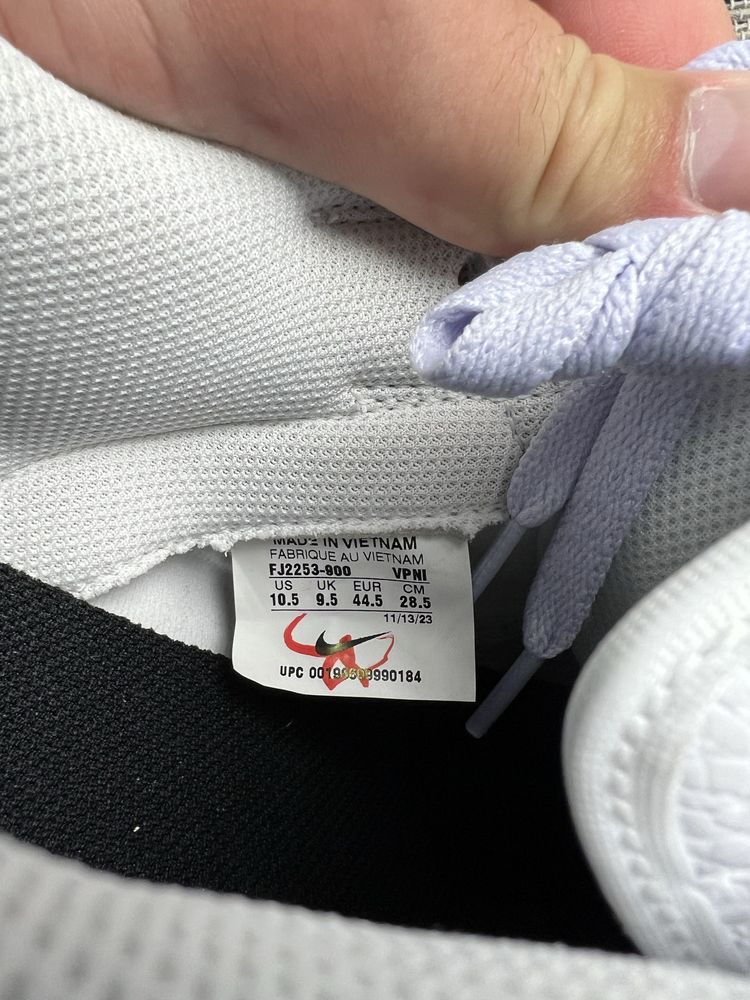 MADE IN VIETNAM
FABRIQUE AU VIETNAM
FJ2253-900 VPNI
US UK EUR CM
10.5 9.5 44.5 28.5
11/13/23
UPC